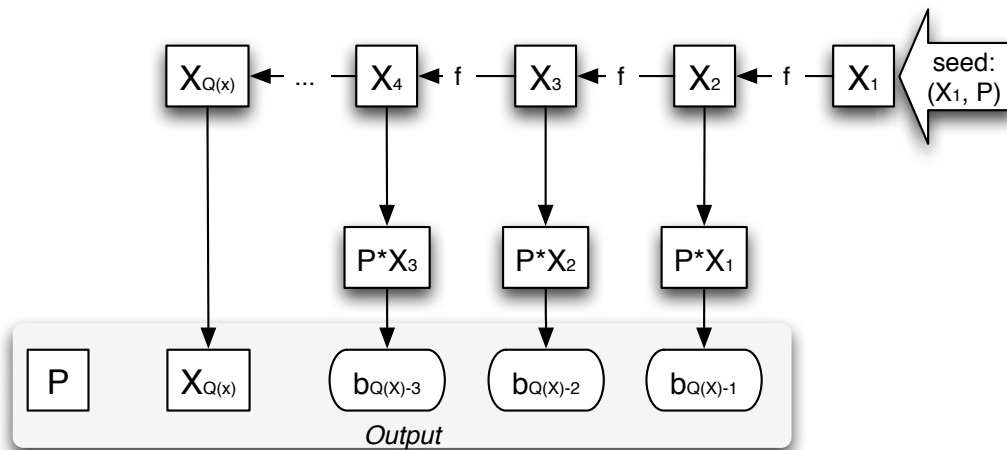 X_Q(x) ... X₄ f X₃ f X₂ f X₁ seed:
(X₁, P)
P*X₃ P*X₂ P*X₁
P X_Q(x) b_Q(X)-3 b_Q(X)-2 b_Q(X)-1
Output